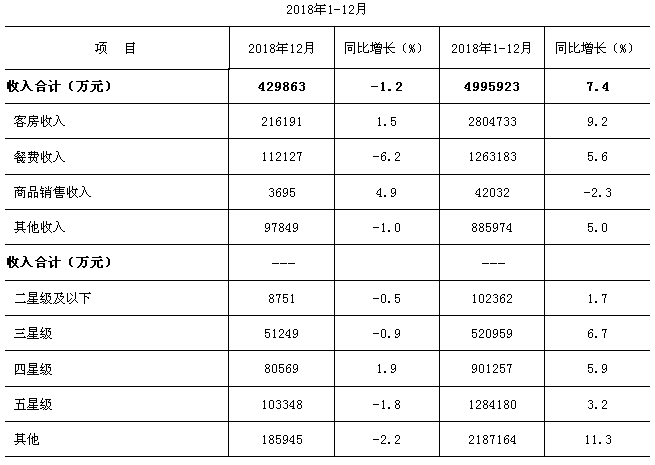 2018年1-12月
项 目 2018年12月 同比增长（%） 2018年1-12月 同比增长（%）
收入合计（万元） 429863 -1.2 4995923 7.4
客房收入 216191 1.5 2804733 9.2
餐费收入 112127 -6.2 1263183 5.6
商品销售收入 3695 4.9 42032 -2.3
其他收入 97849 -1.0 885974 5.0
收入合计（万元） --- ---
二星级及以下 8751 -0.5 102362 1.7
三星级 51249 -0.9 520959 6.7
四星级 80569 1.9 901257 5.9
五星级 103348 -1.8 1284180 3.2
其他 185945 -2.2 2187164 11.3